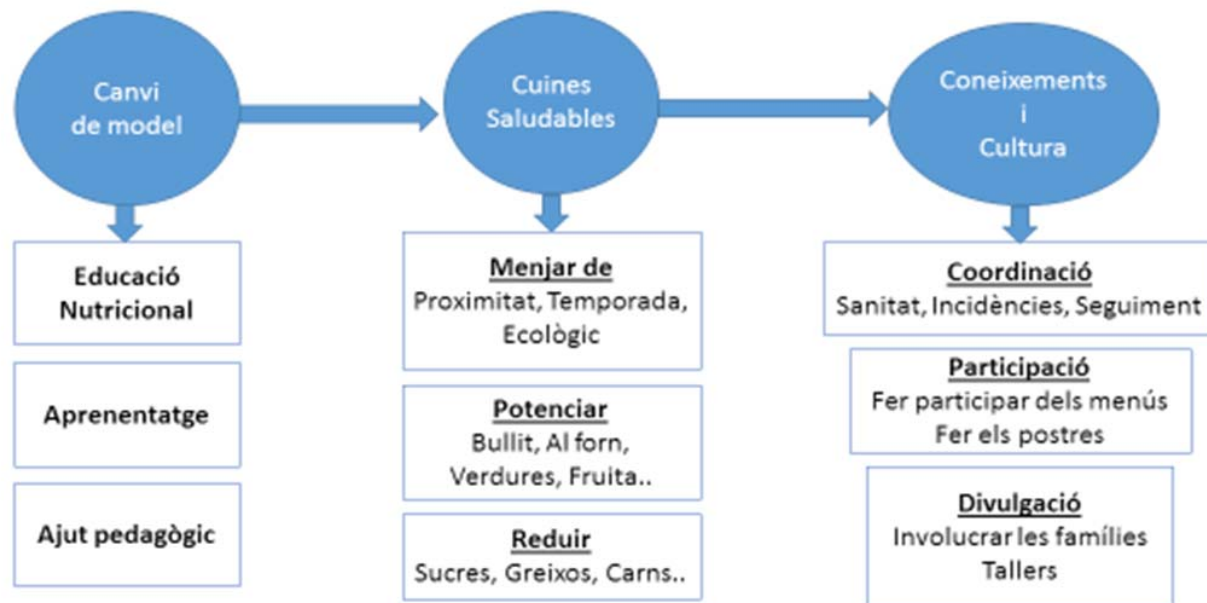 Canvi
de model
Cuines
Saludables
Coneixements
i
Cultura
Educació
Nutricional
Aprenentatge
Ajut pedagògic
Menjar de
Proximitat, Temporada,
Ecològic
Potenciar
Bullit, Al forn,
Verdures, Fruita..
Reduir
Sucres, Greixos, Carns..
Coordinació
Sanitat, Incidències, Seguiment
Participació
Fer participar dels menús
Fer els postres
Divulgació
Involucrar les famílies
Tallers